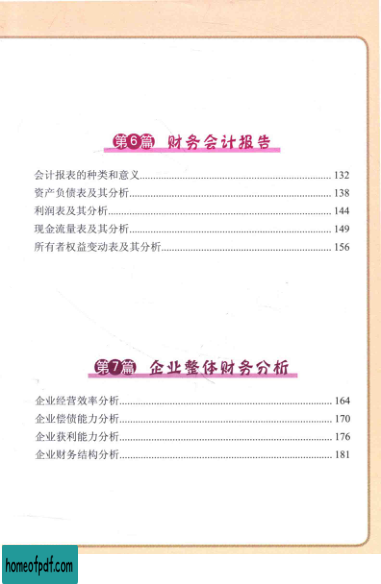 第6篇 财务会计报告
会计报表的种类和意义........................................ 132
资产负债表及其分析........................................ 138
利润表及其分析........................................ 144
现金流量表及其分析........................................ 149
所有者权益变动表及其分析........................................ 156
第7篇 企业整体财务分析
企业经营效率分析........................................ 164
企业偿债能力分析........................................ 170
企业获利能力分析........................................ 176
企业财务结构分析........................................ 181
homeofpdf.com